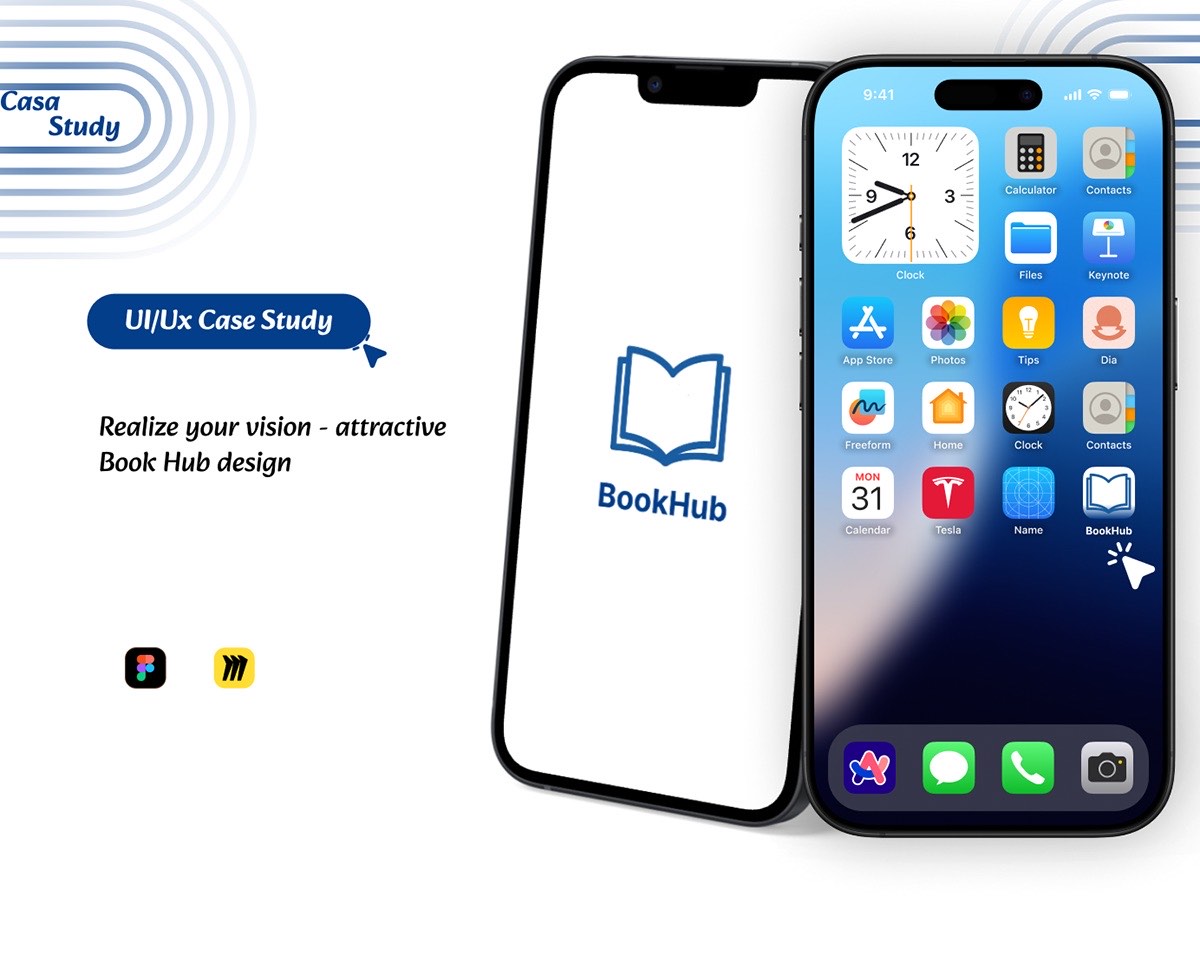 Casa
Study
UI/Ux Case Study
Realize your vision - attractive
Book Hub design
BookHub
9:41
12
9
3
6
Clock
Calculator
Contacts
Files
Keynote
App Store
Photos
Tips
Dia
Freeform
Home
Clock
Contacts
MON
31
Calendar
Tesla
Name
BookHub